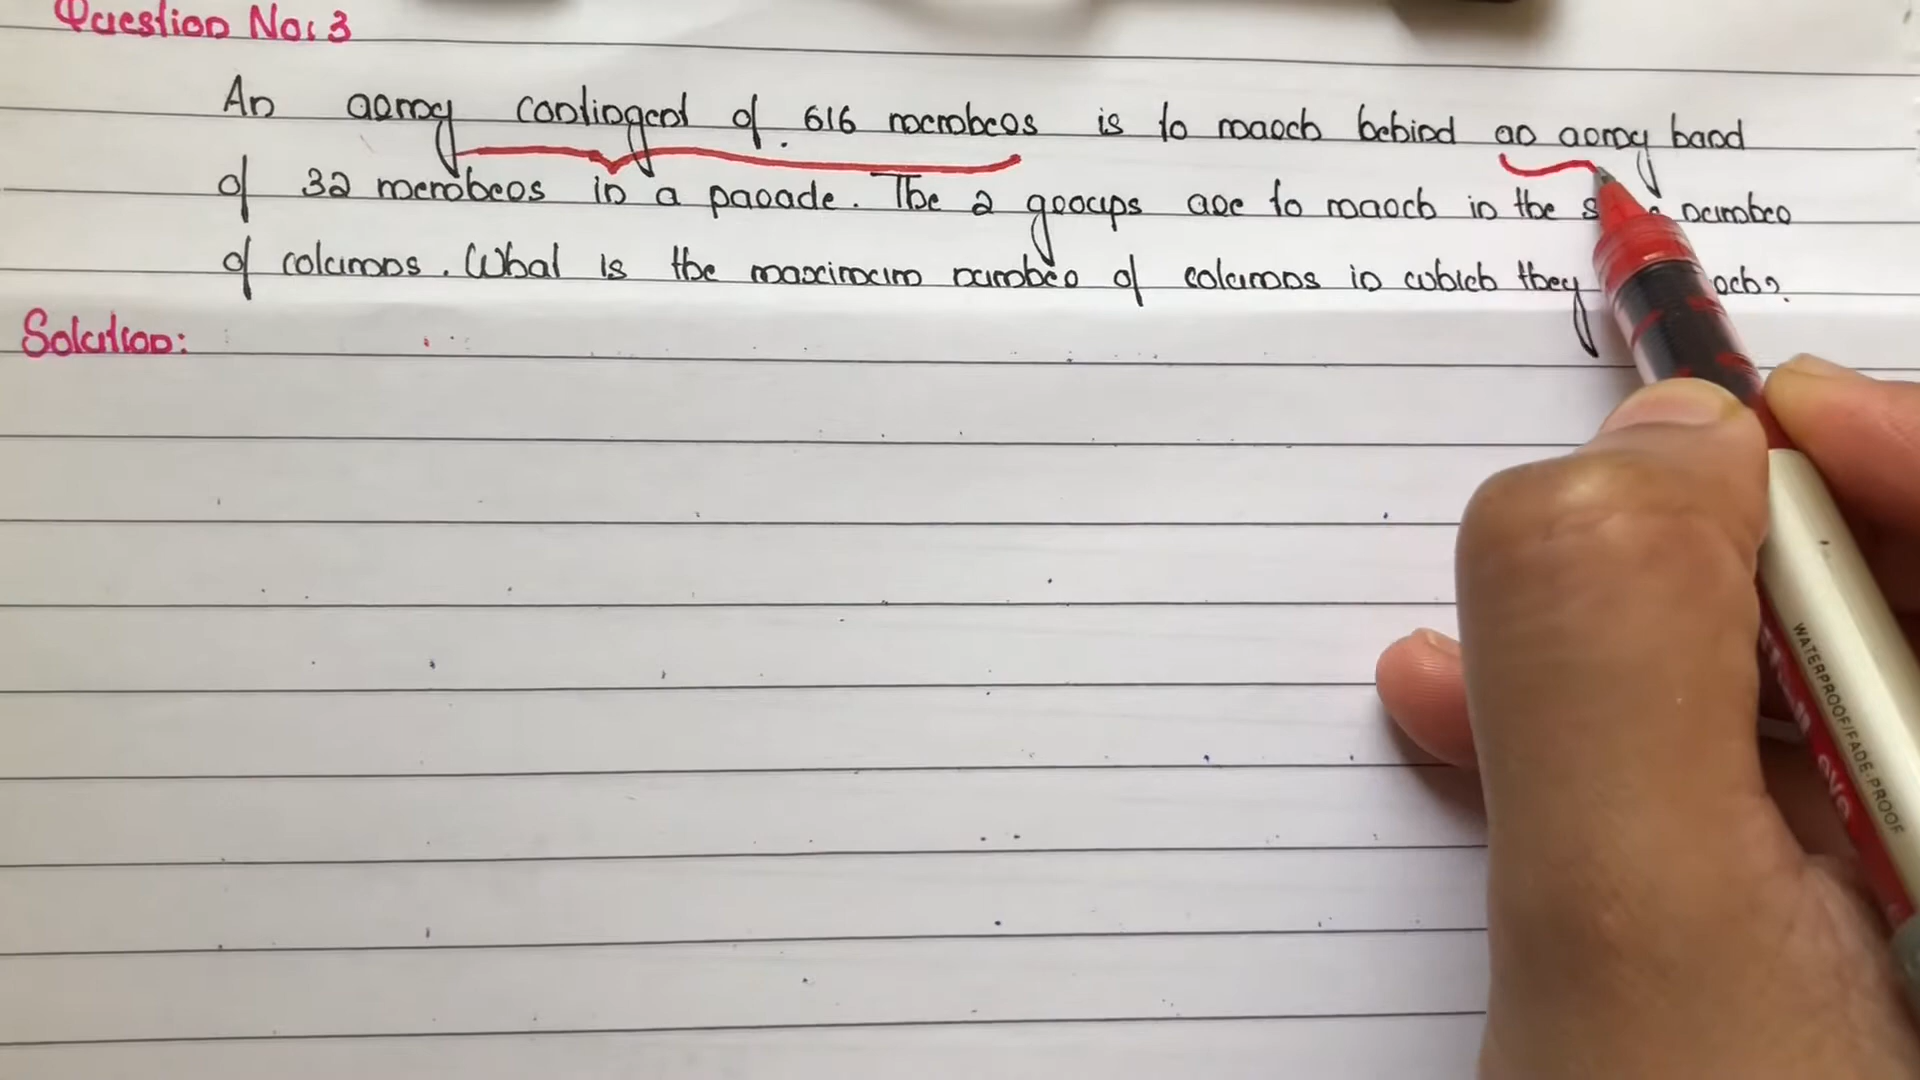 Question No: 3
An army contingent of 616 members is to march behind an army band
of 32 members in a parade. The 2 groups are to march in the number
of columns. What is the maximum number of columns in which they
Solution:
WATERPROOF/FADE-PROOF